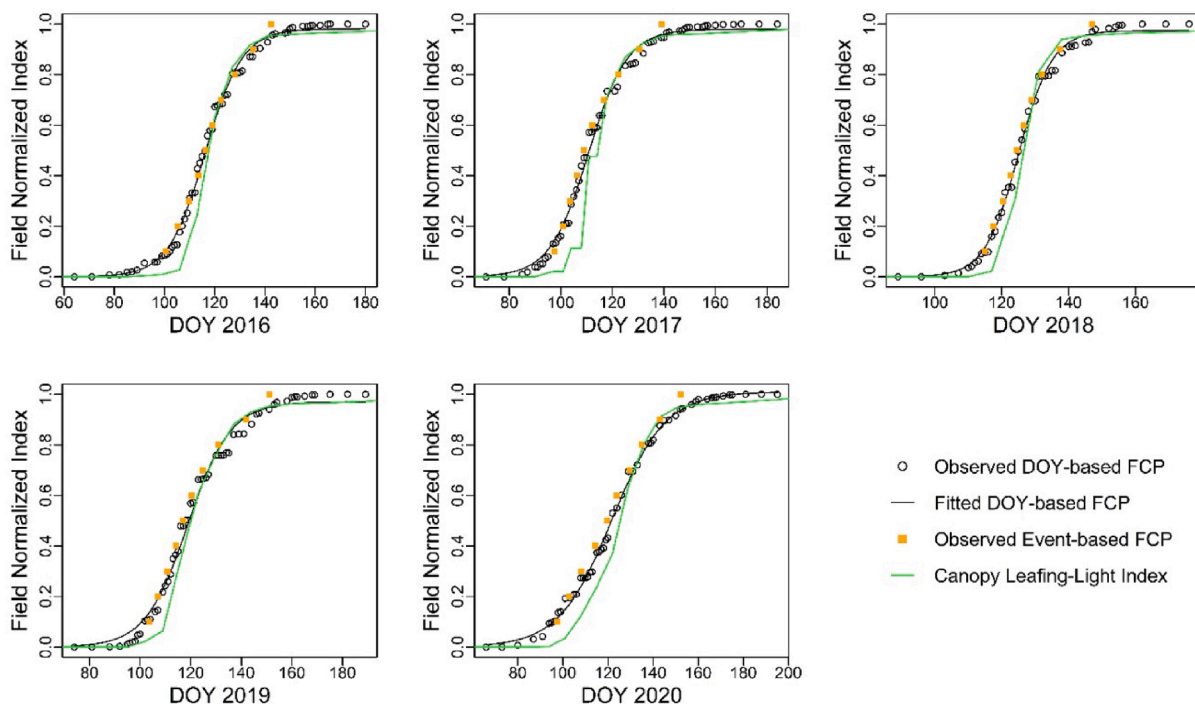 Field Normalized Index
0.0 0.2 0.4 0.6 0.8 1.0
60 80 100 120 140 160 180
DOY 2016
Field Normalized Index
0.0 0.2 0.4 0.6 0.8 1.0
80 100 120 140 160 180
DOY 2017
Field Normalized Index
0.0 0.2 0.4 0.6 0.8 1.0
100 120 140 160
DOY 2018
Field Normalized Index
0.0 0.2 0.4 0.6 0.8 1.0
80 100 120 140 160 180
DOY 2019
Field Normalized Index
0.0 0.2 0.4 0.6 0.8 1.0
80 100 120 140 160 180 200
DOY 2020
Observed DOY-based FCP
Fitted DOY-based FCP
Observed Event-based FCP
Canopy Leafing-Light Index